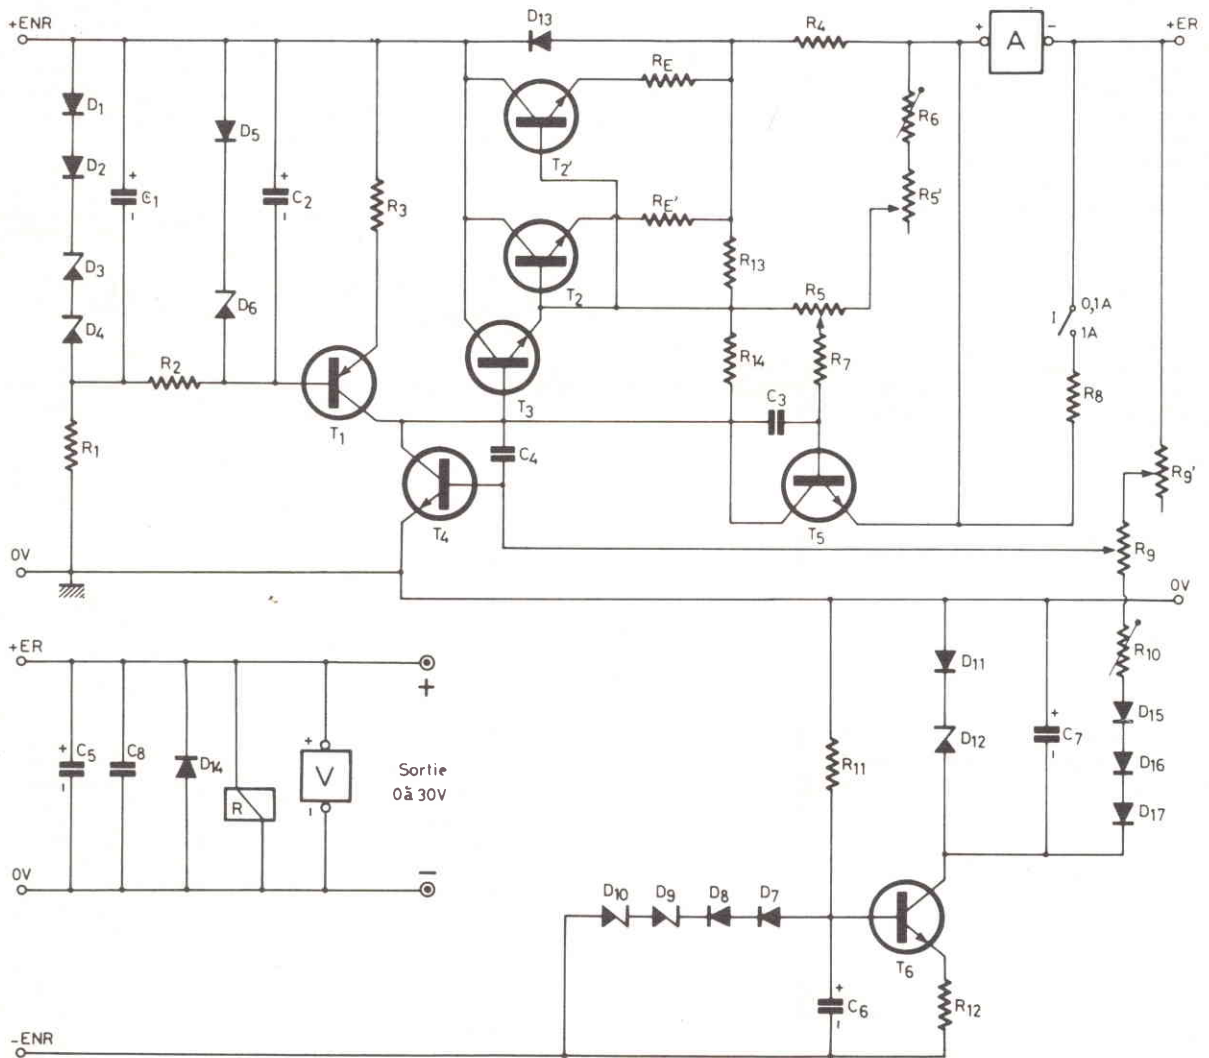 +ENR
D13
R4
+ -
A
+ER
D1
D2
+
C1
-
D5
+
C2
-
R3
RE
T2'
R6
R5'
RE'
T2
R13
R5
D3
D4
D6
R2
R1
T1
T3
R14
R7
C3
I
0,1A
1A
R8
R9'
C4
T4
T5
R9
0V
0V
+ER
+
+
C5
-
C8
D14
R
+
V
-
Sortie
0à 30V
0V
-
R11
D11
D12
+
C7
-
R10
D15
D16
D17
D10
D9
D8
D7
T6
+
C6
-
R12
-ENR